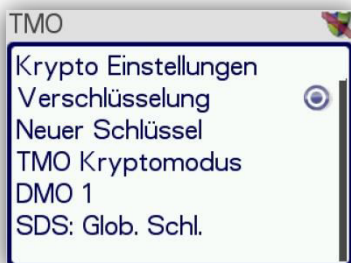 TMO
Krypto Einstellungen
Verschlüsselung
Neuer Schlüssel
TMO Kryptomodus
DMO 1
SDS: Glob. Schl.